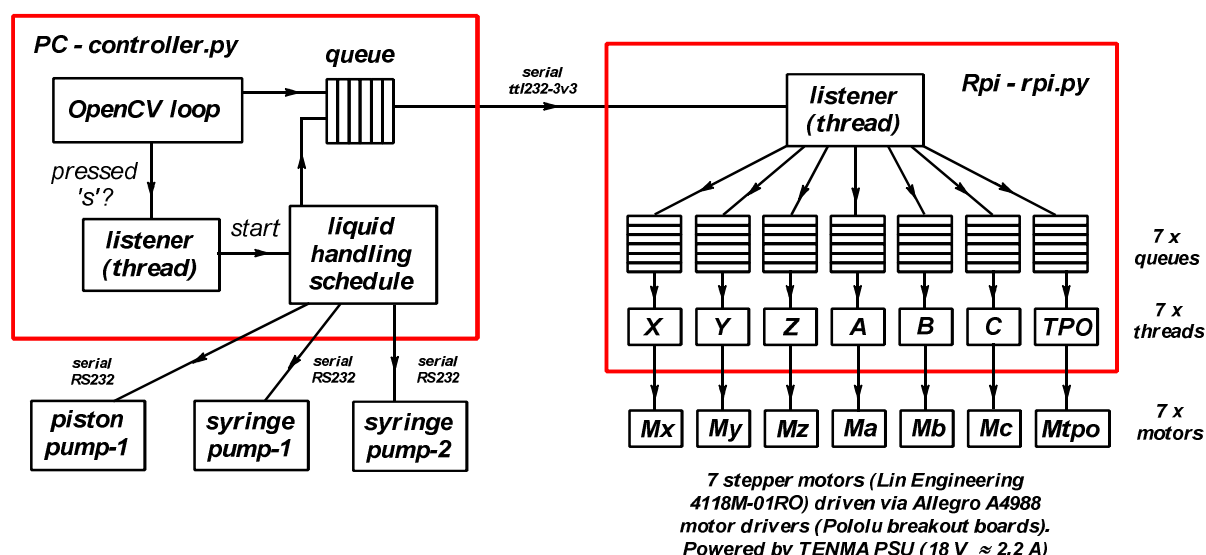 PC - controller.py
queue
OpenCV loop
pressed
's'?
listener
(thread)
start
liquid
handling
schedule
serial
RS232
serial
RS232
serial
RS232
piston
pump-1
syringe
pump-1
syringe
pump-2
serial
ttl232-3v3
Rpi - rpi.py
listener
(thread)
7 x
queues
X
Y
Z
A
B
C
TPO
7 x
threads
Mx
My
Mz
Ma
Mb
Mc
Mtpo
7 x
motors
7 stepper motors (Lin Engineering
4118M-01RO) driven via Allegro A4988
motor drivers (Pololu breakout boards).
Powered by TENMA PSU (18 V ≈ 2.2 A)